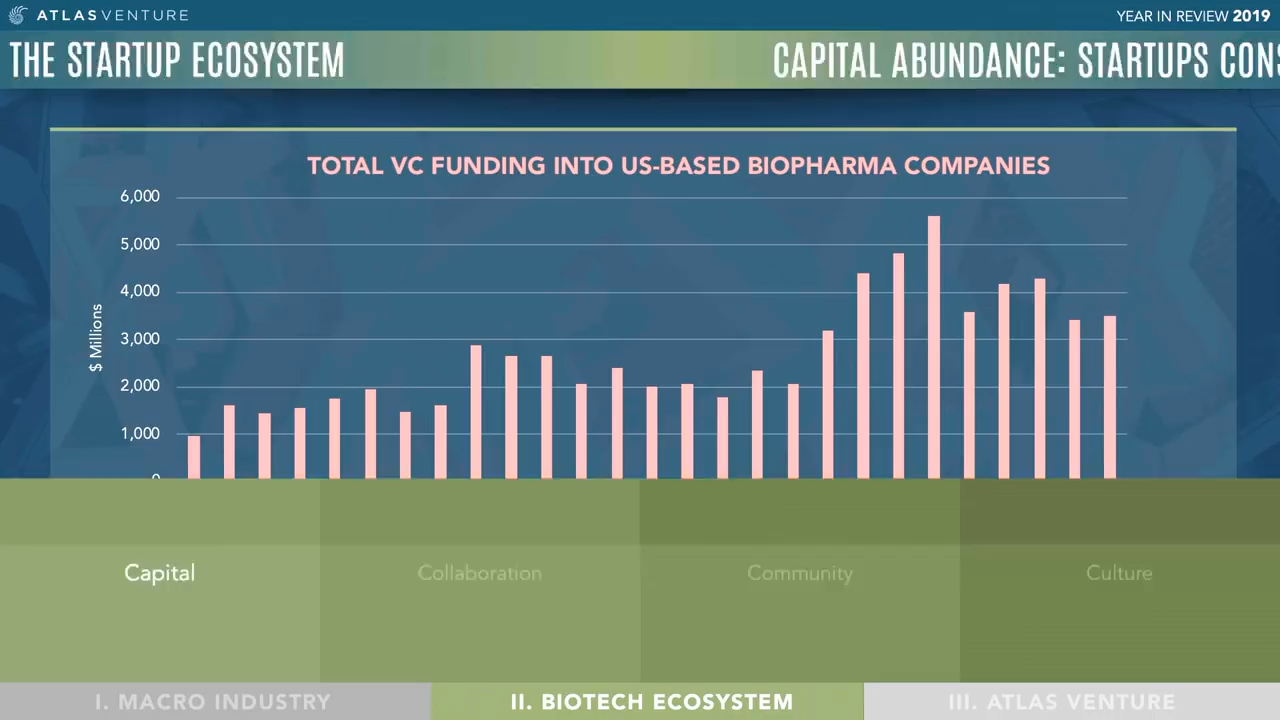 ATLAS VENTURE
YEAR IN REVIEW 2019
THE STARTUP ECOSYSTEM
CAPITAL ABUNDANCE: STARTUPS
TOTAL VC FUNDING INTO US-BASED BIOPHARMA COMPANIES
6,000
5,000
4,000
3,000
2,000
1,000
0
$ Millions
Capital
Collaboration
Community
Culture
I. MACRO INDUSTRY
II. BIOTECH ECOSYSTEM
III. ATLAS VENTURE